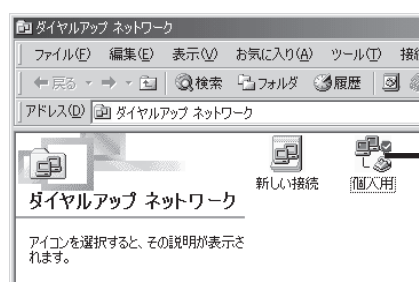 ダイヤルアップ ネットワーク
ファイル(F) 編集(E) 表示(V) お気に入り(A) ツール(T) 接続
戻る 検索 フォルダ 履歴
アドレス(D) ダイヤルアップ ネットワーク
新しい接続 個人用
ダイヤルアップ ネットワーク
アイコンを選択すると、その説明が表示さ
れます。